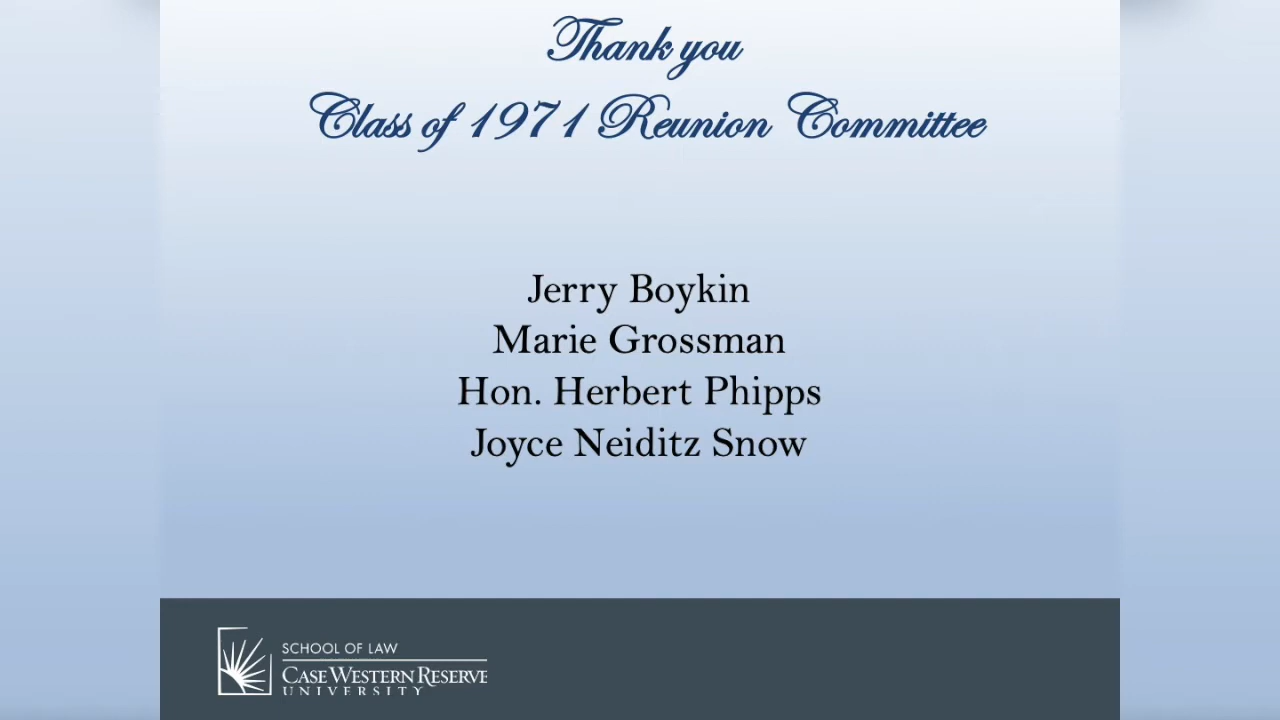 Thank you
Class of 1971 Reunion Committee
Jerry Boykin
Marie Grossman
Hon. Herbert Phipps
Joyce Neiditz Snow
SCHOOL OF LAW
CASE WESTERN RESERVE
UNIVERSITY